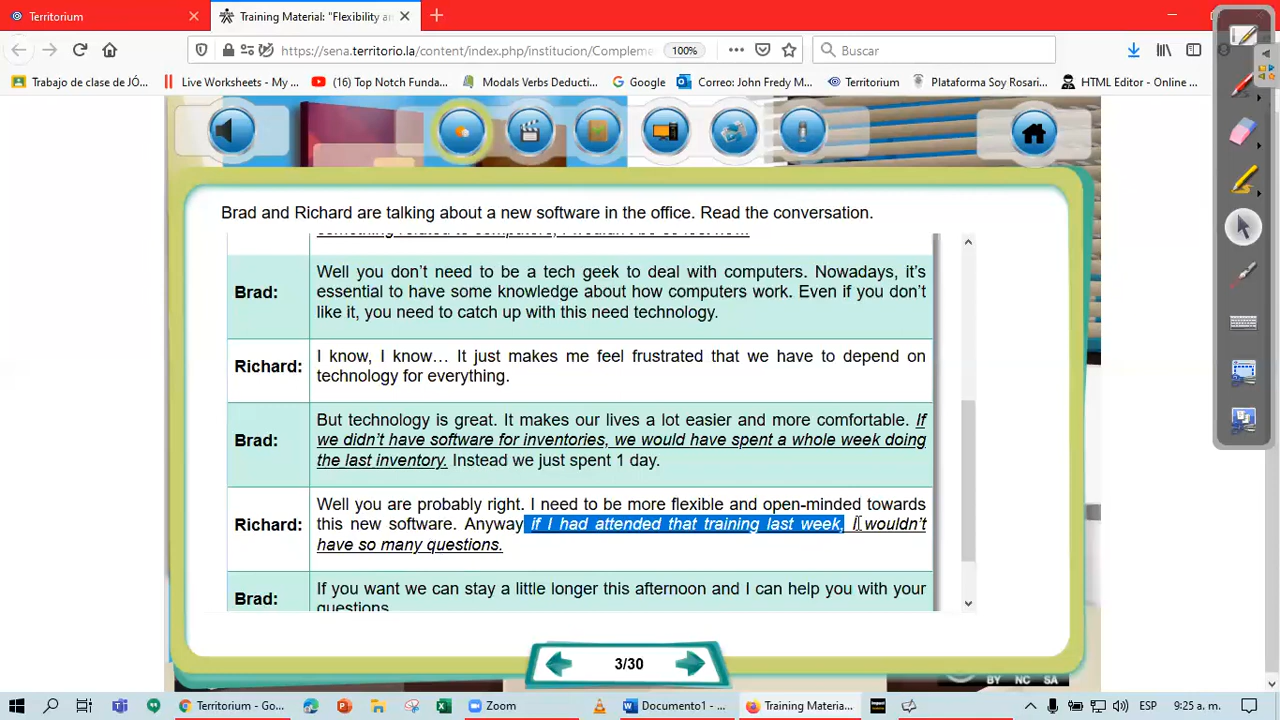 Territorium
Training Material: "Flexibility an
https://sena.territorio.la/content/index.php/institucion/Compleme
100%
Buscar
Trabajo de clase de JÓ...
Live Worksheets - My ...
(16) Top Notch Funda...
Modals Verbs Deducti...
Google
Correo: John Fredy M...
Territorium
Plataforma Soy Rosari...
HTML Editor - Online ...
Brad and Richard are talking about a new software in the office. Read the conversation.
Brad:
Well you don't need to be a tech geek to deal with computers. Nowadays, it's
essential to have some knowledge about how computers work. Even if you don't
like it, you need to catch up with this need technology.
Richard:
I know, I know… It just makes me feel frustrated that we have to depend on
technology for everything.
Brad:
But technology is great. It makes our lives a lot easier and more comfortable. If
we didn't have software for inventories, we would have spent a whole week doing
the last inventory. Instead we just spent 1 day.
Richard:
Well you are probably right. I need to be more flexible and open-minded towards
this new software. Anyway if I had attended that training last week, I wouldn't
have so many questions.
Brad:
If you want we can stay a little longer this afternoon and I can help you with your
questions
3/30
BY NC SA
Territorium - Go...
Zoom
Documento1 - ...
Training Materia...
ESP
9:25 a. m.